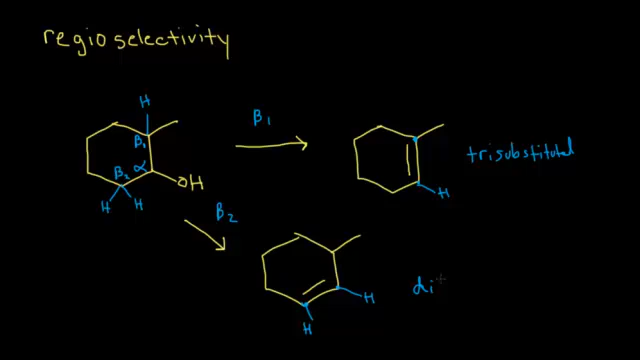 regioselectivity
H
β₁
β₁
β₂ α
OH
H H
trisubstituted
H
β₂
H
H
di